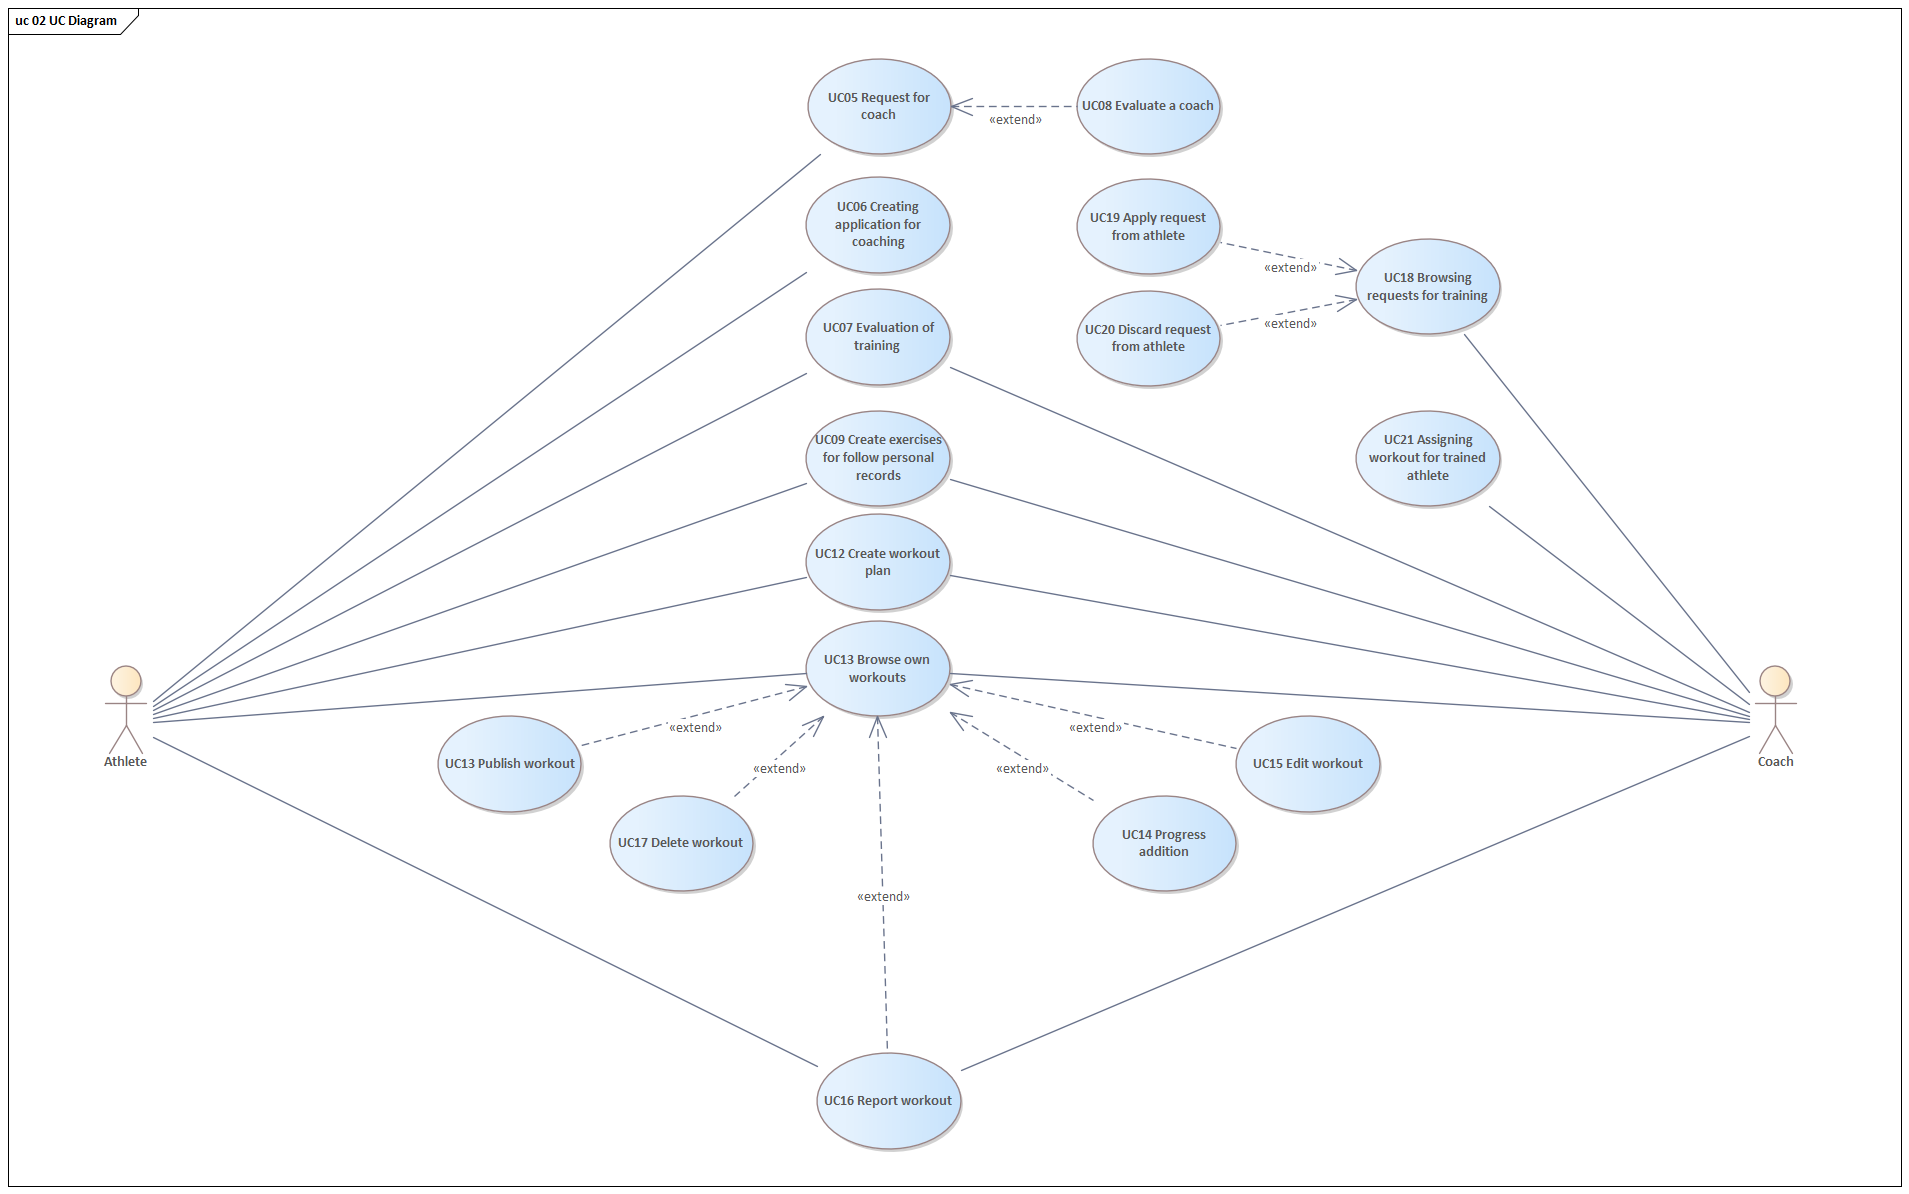 uc 02 UC Diagram
UC05 Request for
coach
«extend»
UC08 Evaluate a coach
UC06 Creating
application for
coaching
UC19 Apply request
from athlete
«extend»
UC18 Browsing
requests for training
UC07 Evaluation of
training
UC20 Discard request
from athlete
«extend»
UC09 Create exercises
for follow personal
records
UC21 Assigning
workout for trained
athlete
UC12 Create workout
plan
UC13 Browse own
workouts
Athlete
Coach
«extend»
«extend»
UC13 Publish workout
«extend»
«extend»
UC15 Edit workout
UC17 Delete workout
UC14 Progress
addition
«extend»
UC16 Report workout